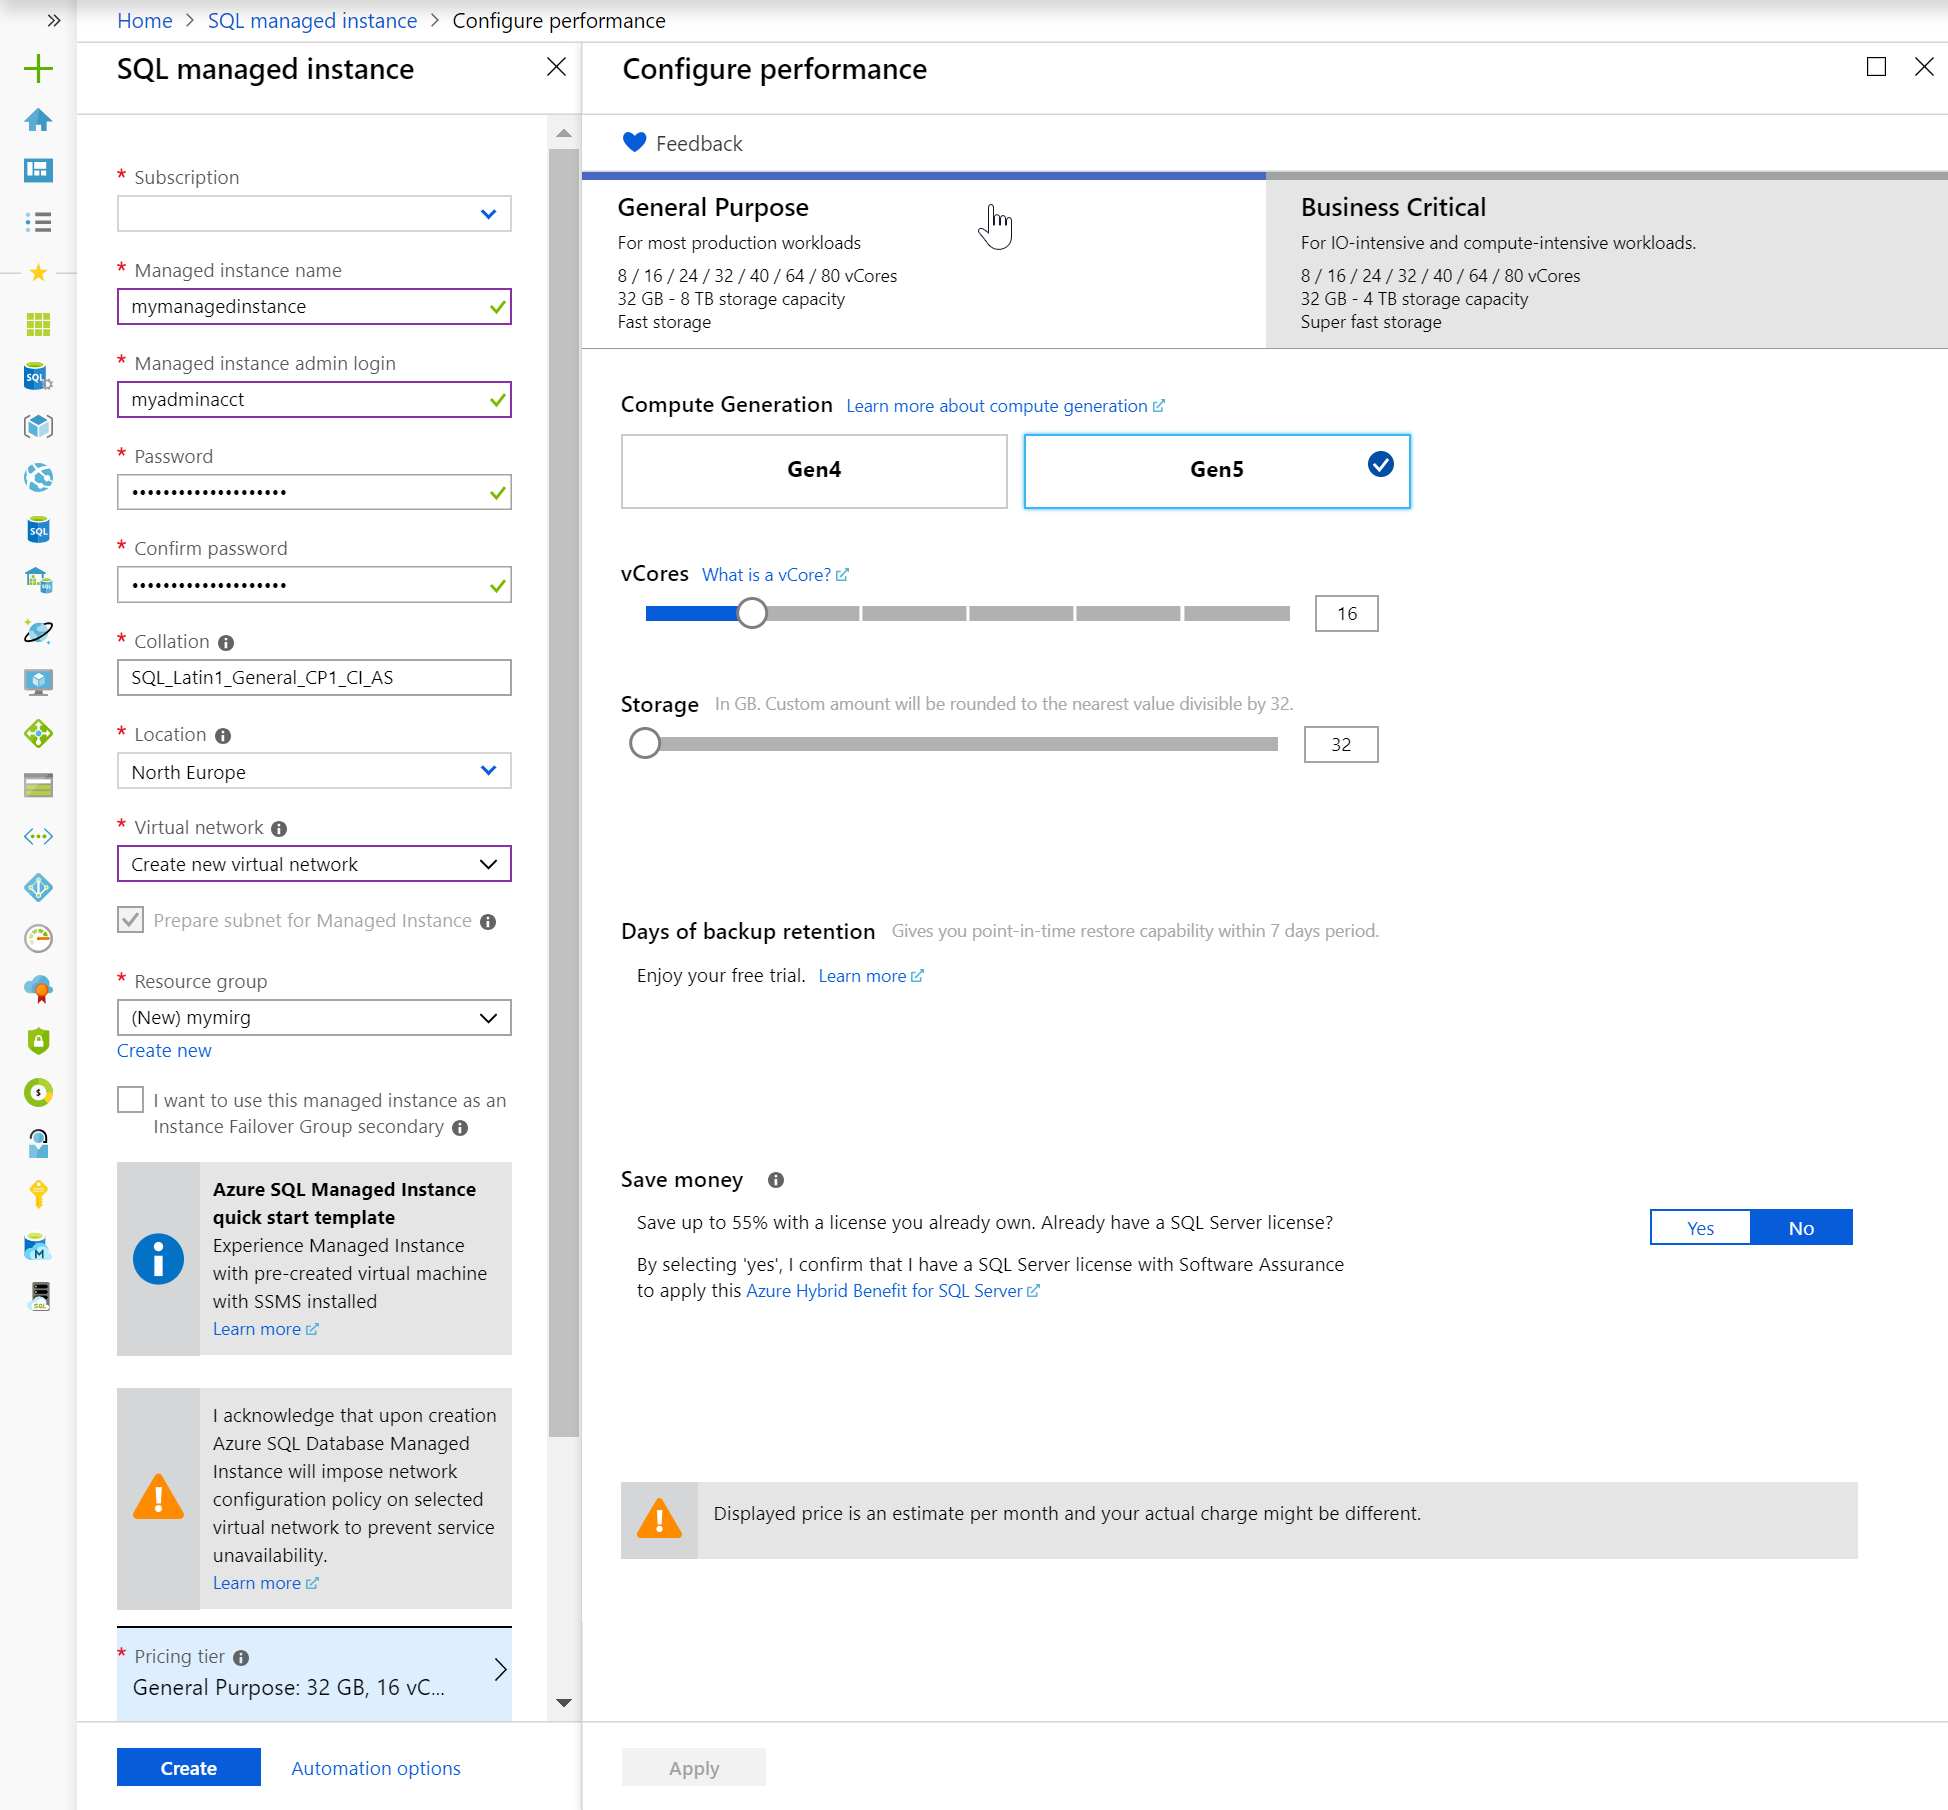 Home > SQL managed instance > Configure performance
SQL managed instance
* Subscription
* Managed instance name
mymanagedinstance
* Managed instance admin login
myadminacct
* Password
••••••••••••••••••••
* Confirm password
••••••••••••••••••••
* Collation
SQL_Latin1_General_CP1_CI_AS
* Location
North Europe
* Virtual network
Create new virtual network
Prepare subnet for Managed Instance
* Resource group
(New) mymirg
Create new
I want to use this managed instance as an
Instance Failover Group secondary
Azure SQL Managed Instance
quick start template
Experience Managed Instance
with pre-created virtual machine
with SSMS installed
Learn more
I acknowledge that upon creation
Azure SQL Database Managed
Instance will impose network
configuration policy on selected
virtual network to prevent service
unavailability.
Learn more
* Pricing tier
General Purpose: 32 GB, 16 vC...
Create
Automation options
Configure performance
Feedback
General Purpose
For most production workloads
8 / 16 / 24 / 32 / 40 / 64 / 80 vCores
32 GB - 8 TB storage capacity
Fast storage
Business Critical
For IO-intensive and compute-intensive workloads.
8 / 16 / 24 / 32 / 40 / 64 / 80 vCores
32 GB - 4 TB storage capacity
Super fast storage
Compute Generation Learn more about compute generation
Gen4
Gen5
vCores What is a vCore?
16
Storage In GB. Custom amount will be rounded to the nearest value divisible by 32.
32
Days of backup retention Gives you point-in-time restore capability within 7 days period.
Enjoy your free trial. Learn more
Save money
Save up to 55% with a license you already own. Already have a SQL Server license?
Yes
No
By selecting 'yes', I confirm that I have a SQL Server license with Software Assurance
to apply this Azure Hybrid Benefit for SQL Server
Displayed price is an estimate per month and your actual charge might be different.
Apply
SQL
SQL
SQL
M
SQL